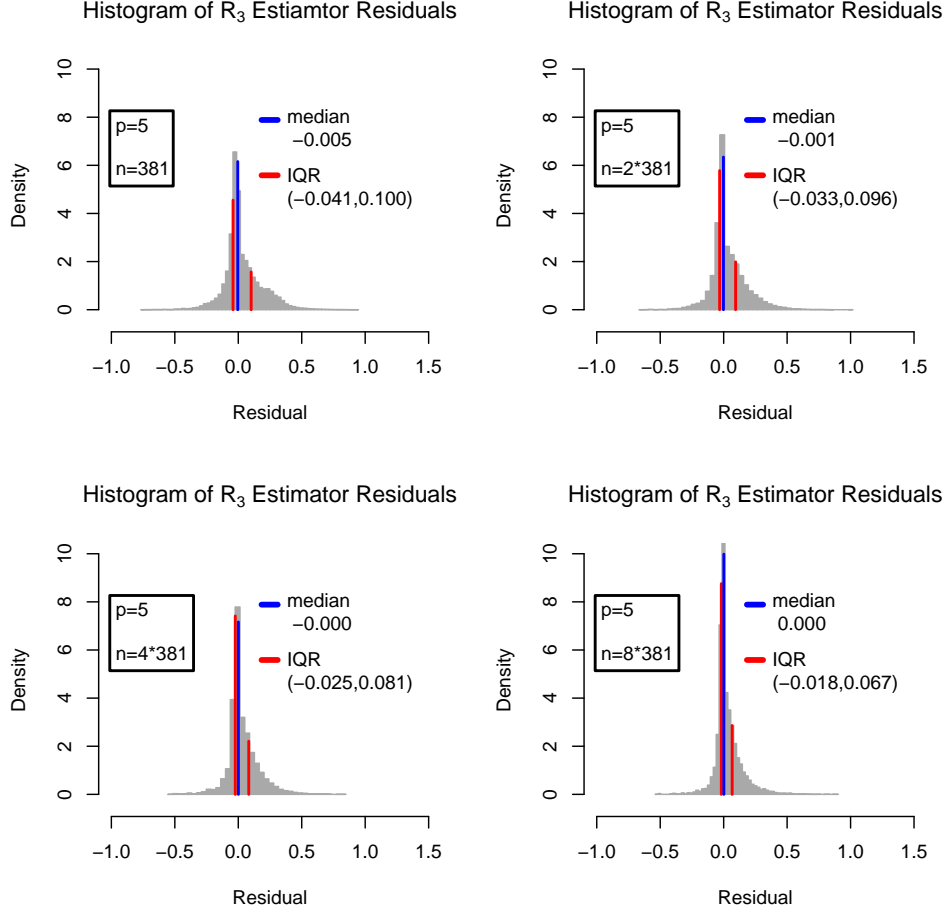 Histogram of R3 Estiamtor Residuals
10
8
6
4
2
0
Density
p=5
n=381
median
−0.005
IQR
(−0.041,0.100)
−1.0 −0.5 0.0 0.5 1.0 1.5
Residual
Histogram of R3 Estimator Residuals
10
8
6
4
2
0
Density
p=5
n=2*381
median
−0.001
IQR
(−0.033,0.096)
−1.0 −0.5 0.0 0.5 1.0 1.5
Residual
Histogram of R3 Estimator Residuals
10
8
6
4
2
0
Density
p=5
n=4*381
median
−0.000
IQR
(−0.025,0.081)
−1.0 −0.5 0.0 0.5 1.0 1.5
Residual
Histogram of R3 Estimator Residuals
10
8
6
4
2
0
Density
p=5
n=8*381
median
0.000
IQR
(−0.018,0.067)
−1.0 −0.5 0.0 0.5 1.0 1.5
Residual